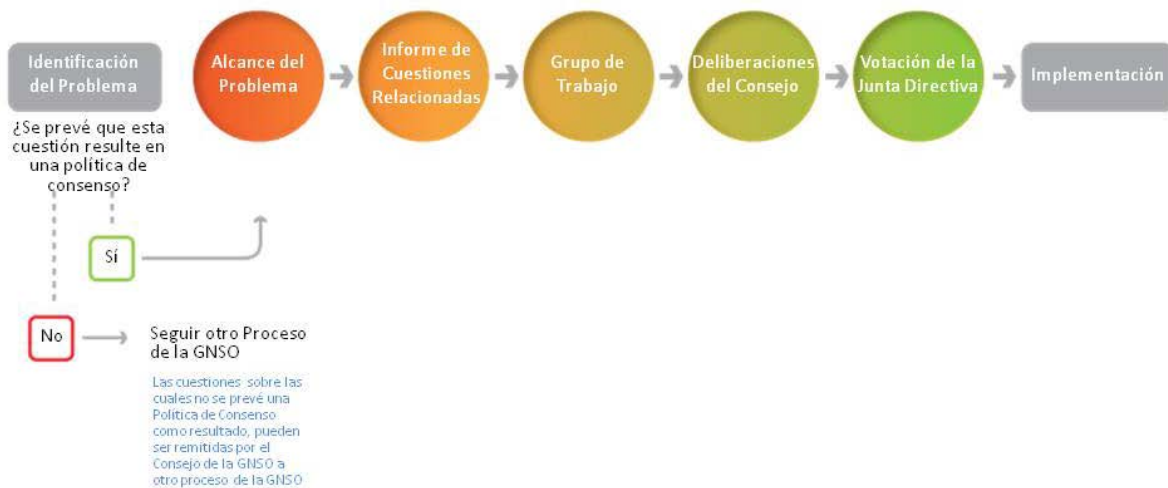 Identificación
del Problema
Alcance del
Problema
Informe de
Cuestiones
Relacionadas
Grupo de
Trabajo
Deliberaciones
del Consejo
Votación de la
Junta Directiva
Implementación
¿Se prevé que esta
cuestión resulte en
una política de
consenso?
Sí
No
Seguir otro Proceso
de la GNSO
Las cuestiones sobre las
cuales no se prevé una
Política de Consenso
como resultado, pueden
ser remitidas por el
Consejo de la GNSO a
otro proceso de la GNSO